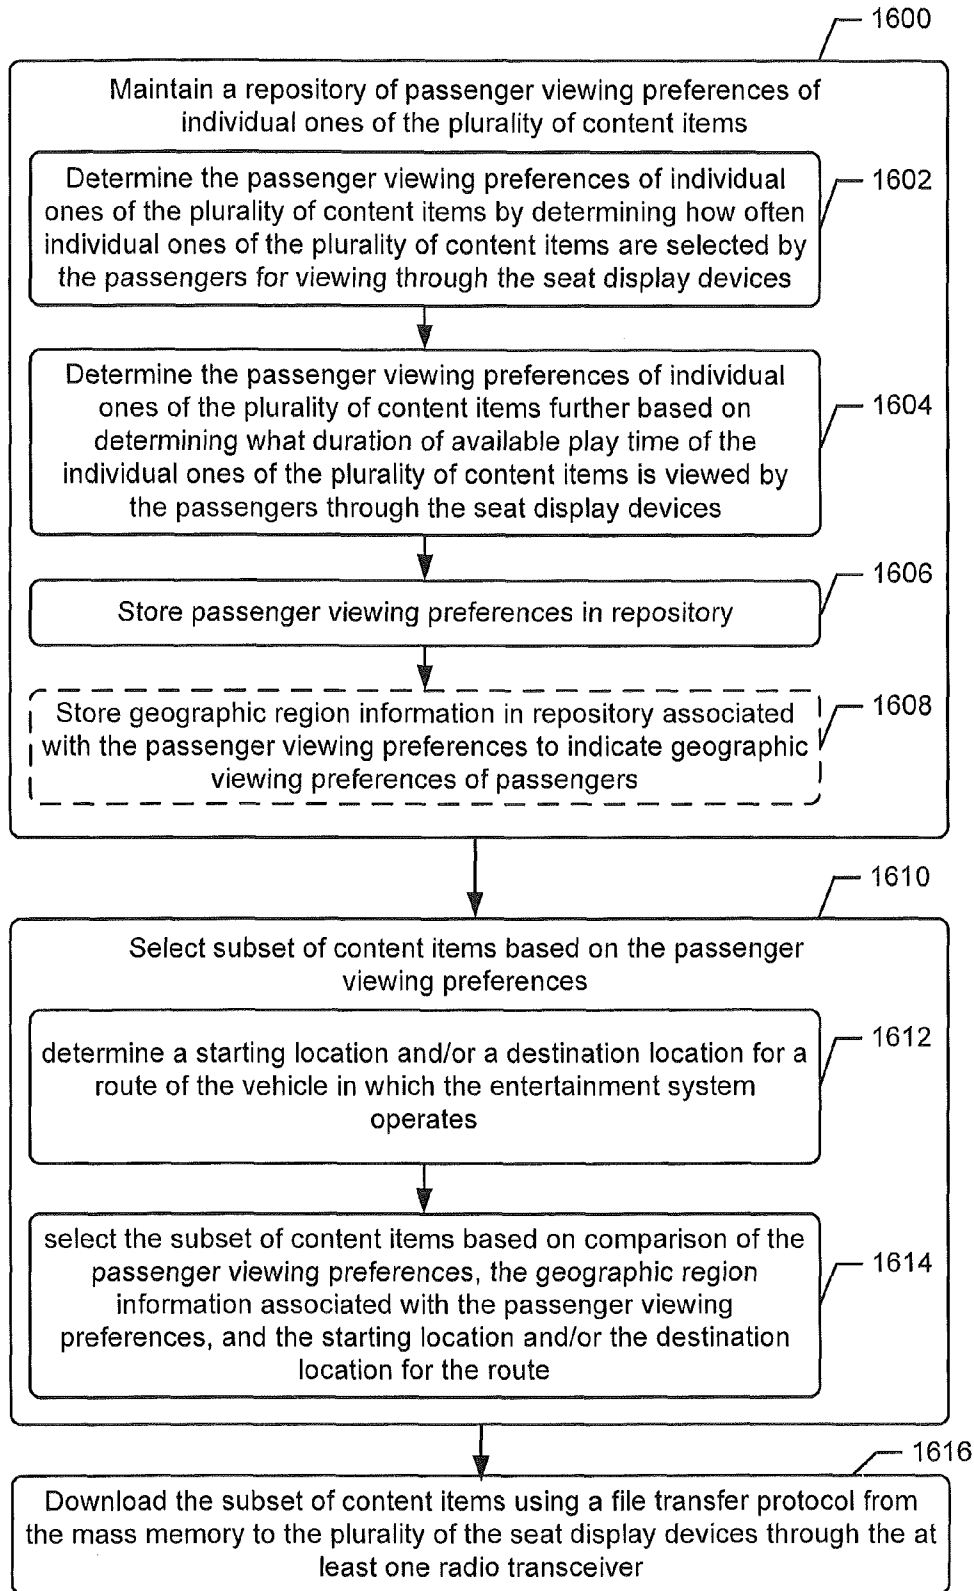 1600
Maintain a repository of passenger viewing preferences of
individual ones of the plurality of content items
Determine the passenger viewing preferences of individual
ones of the plurality of content items by determining how often
individual ones of the plurality of content items are selected by
the passengers for viewing through the seat display devices
1602
Determine the passenger viewing preferences of individual
ones of the plurality of content items further based on
determining what duration of available play time of the
individual ones of the plurality of content items is viewed by
the passengers through the seat display devices
1604
Store passenger viewing preferences in repository
1606
Store geographic region information in repository associated
with the passenger viewing preferences to indicate geographic
viewing preferences of passengers
1608
1610
Select subset of content items based on the passenger
viewing preferences
determine a starting location and/or a destination location for a
route of the vehicle in which the entertainment system
operates
1612
select the subset of content items based on comparison of the
passenger viewing preferences, the geographic region
information associated with the passenger viewing
preferences, and the starting location and/or the destination
location for the route
1614
1616
Download the subset of content items using a file transfer protocol from
the mass memory to the plurality of the seat display devices through the at
least one radio transceiver